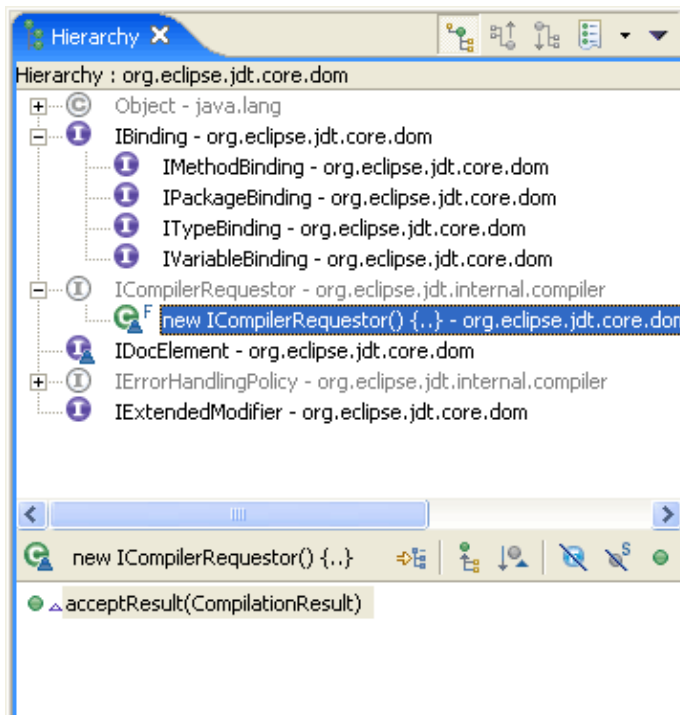 Hierarchy
Hierarchy : org.eclipse.jdt.core.dom
Object - java.lang
IBinding - org.eclipse.jdt.core.dom
IMethodBinding - org.eclipse.jdt.core.dom
IPackageBinding - org.eclipse.jdt.core.dom
ITypeBinding - org.eclipse.jdt.core.dom
IVariableBinding - org.eclipse.jdt.core.dom
ICompilerRequestor - org.eclipse.jdt.internal.compiler
new ICompilerRequestor() {..} - org.eclipse.jdt.core.dom
IDocElement - org.eclipse.jdt.core.dom
IErrorHandlingPolicy - org.eclipse.jdt.internal.compiler
IExtendedModifier - org.eclipse.jdt.core.dom
new ICompilerRequestor() {..}
acceptResult(CompilationResult)